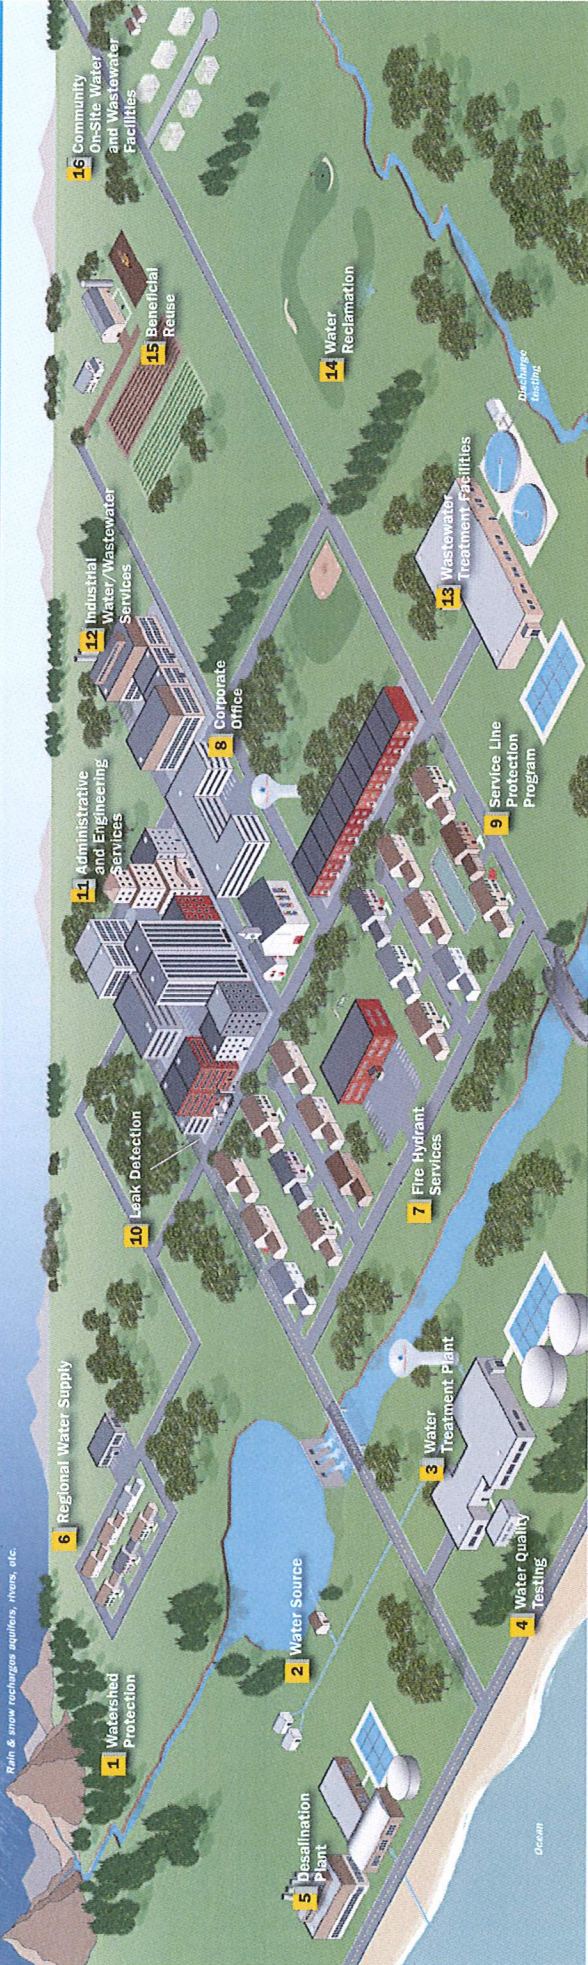 Rain & snow recharges aquifers, rivers, etc.
1 Watershed
Protection
2 Water Source
3 Water
Treatment Plant
4 Water Quality
Testing
5 Desalination
Plant
Ocean
6 Regional Water Supply
7 Fire Hydrant
Services
8 Corporate
Office
9 Service Line
Protection
Program
10 Leak Detection
11 Administrative
and Engineering
Services
12 Industrial
Water/Wastewater
Services
13 Wastewater
Treatment Facilities
Discharge
testing
14 Water
Reclamation
15 Beneficial
Reuse
16 Community
On-Site Water
and Wastewater
Facilities